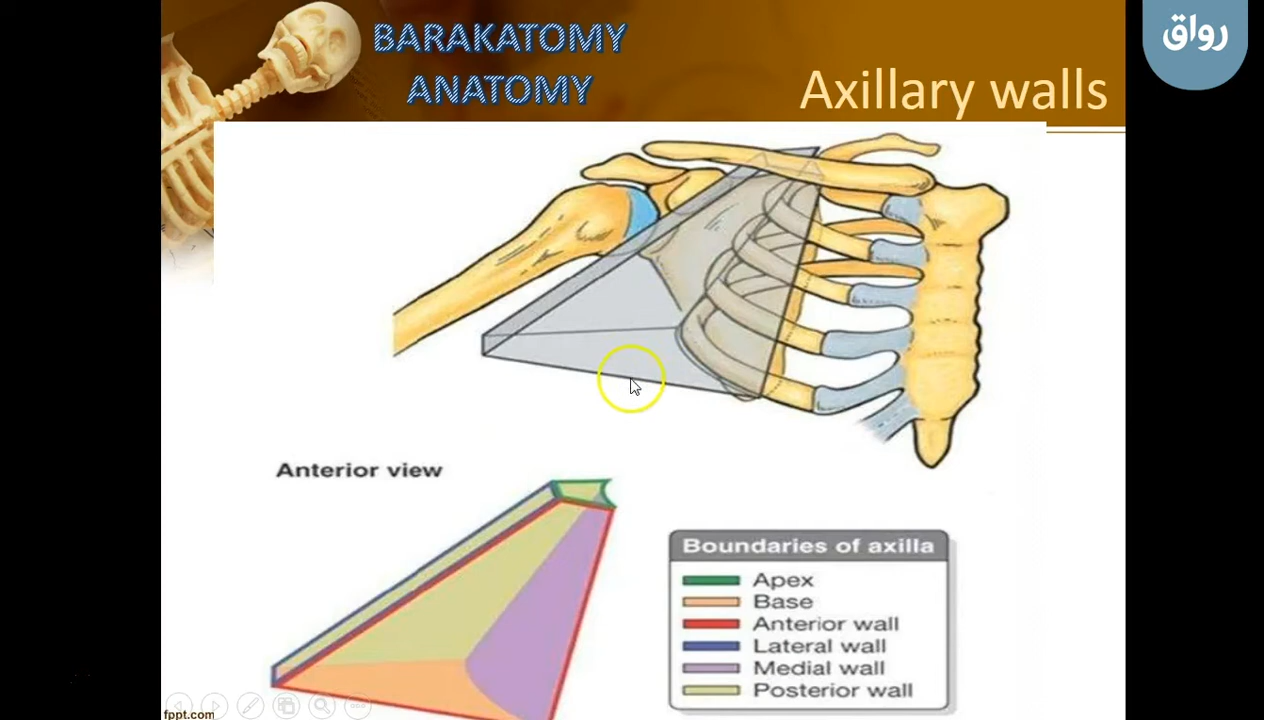 BARAKATOMY
ANATOMY
Axillary walls
رواق
Anterior view
Boundaries of axilla
Apex
Base
Anterior wall
Lateral wall
Medial wall
Posterior wall
fppt.com